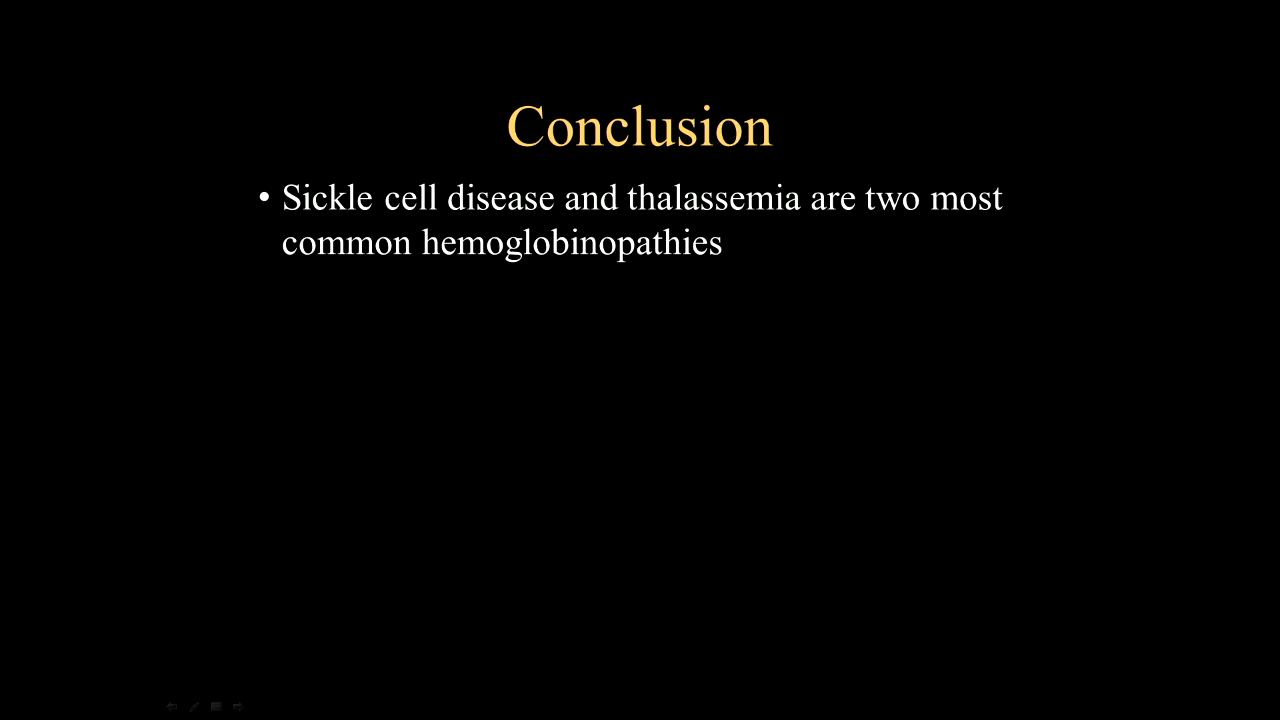 Conclusion
• Sickle cell disease and thalassemia are two most
common hemoglobinopathies